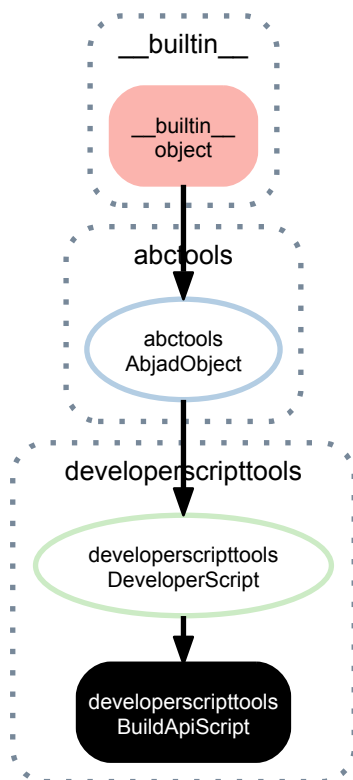 __builtin__
__builtin__
object
abctools
abctools
AbjadObject
developerscripttools
developerscripttools
DeveloperScript
developerscripttools
BuildApiScript